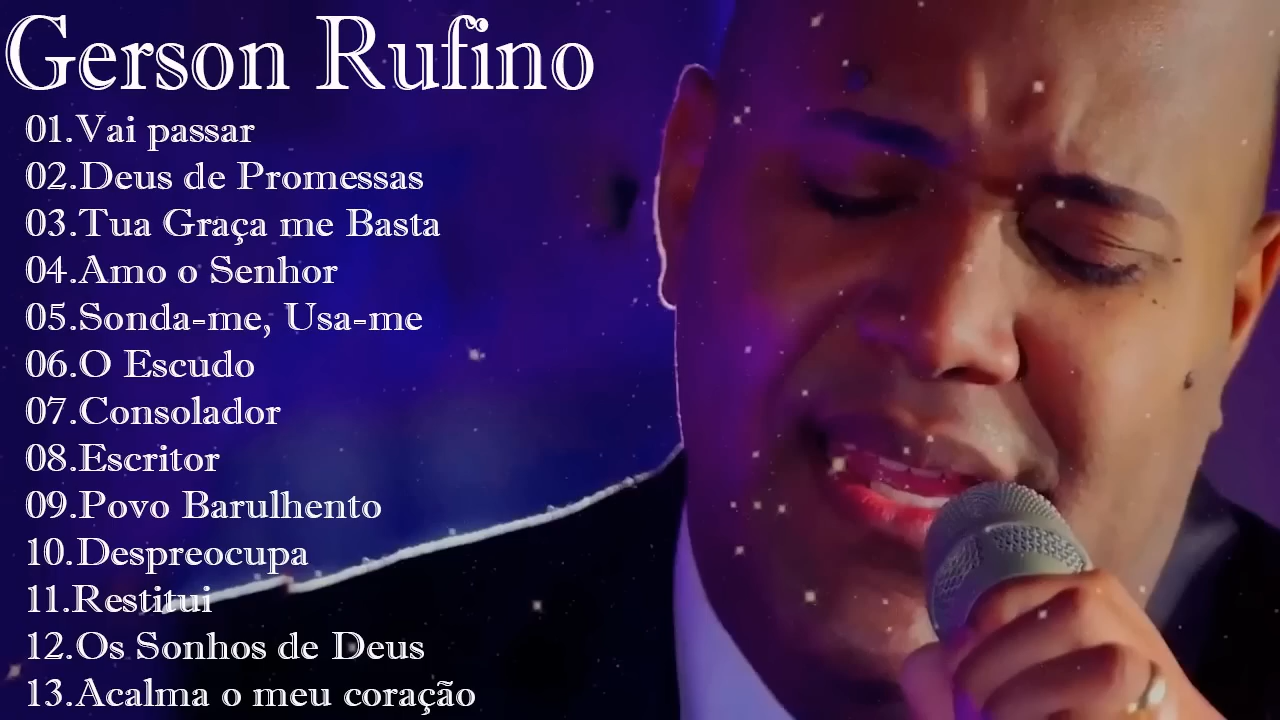 Gerson Rufino
01.Vai passar
02.Deus de Promessas
03.Tua Graça me Basta
04.Amo o Senhor
05.Sonda-me, Usa-me
06.O Escudo
07.Consolador
08.Escritor
09.Povo Barulhento
10.Despreocupa
11.Restitui
12.Os Sonhos de Deus
13.Acalma o meu coração